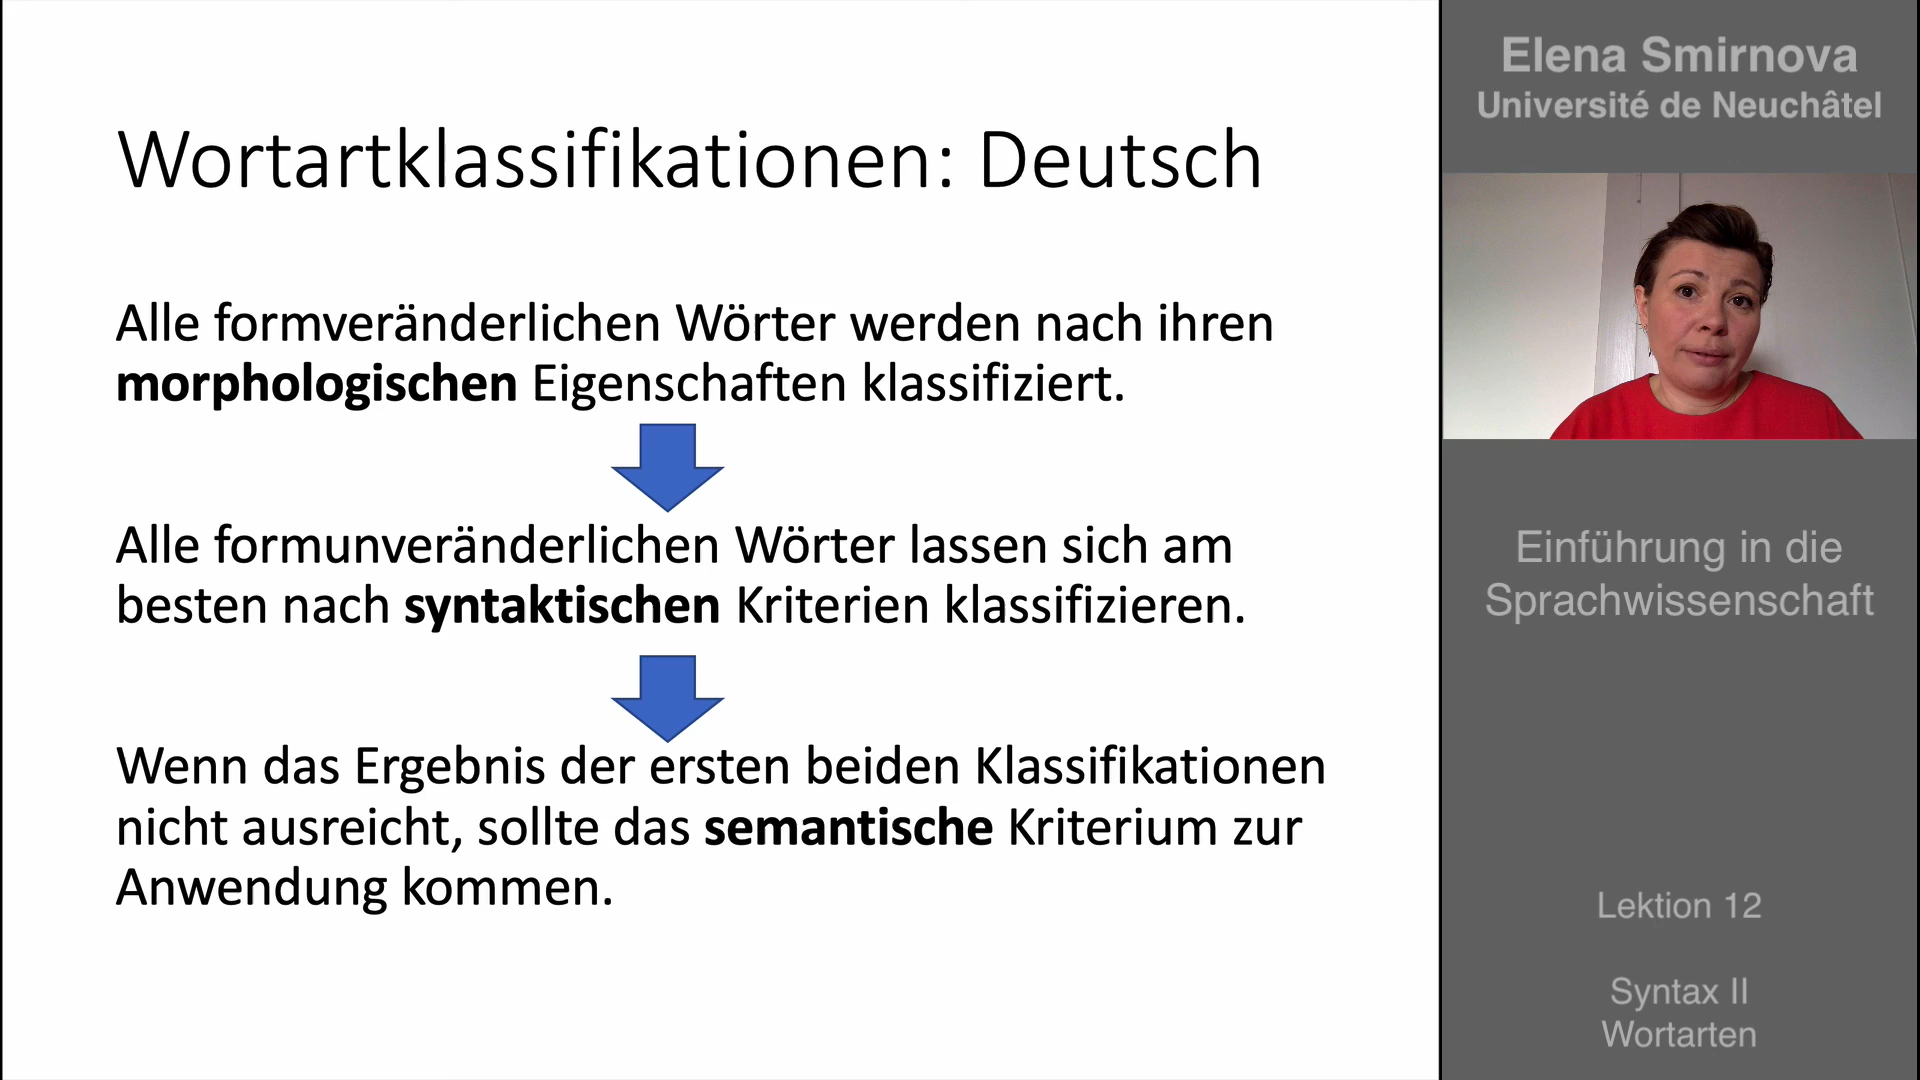 Wortartklassifikationen: Deutsch
Alle formveränderlichen Wörter werden nach ihren
morphologischen Eigenschaften klassifiziert.
Alle formunveränderlichen Wörter lassen sich am
besten nach syntaktischen Kriterien klassifizieren.
Wenn das Ergebnis der ersten beiden Klassifikationen
nicht ausreicht, sollte das semantische Kriterium zur
Anwendung kommen.
Elena Smirnova
Université de Neuchâtel
Einführung in die
Sprachwissenschaft
Lektion 12
Syntax II
Wortarten